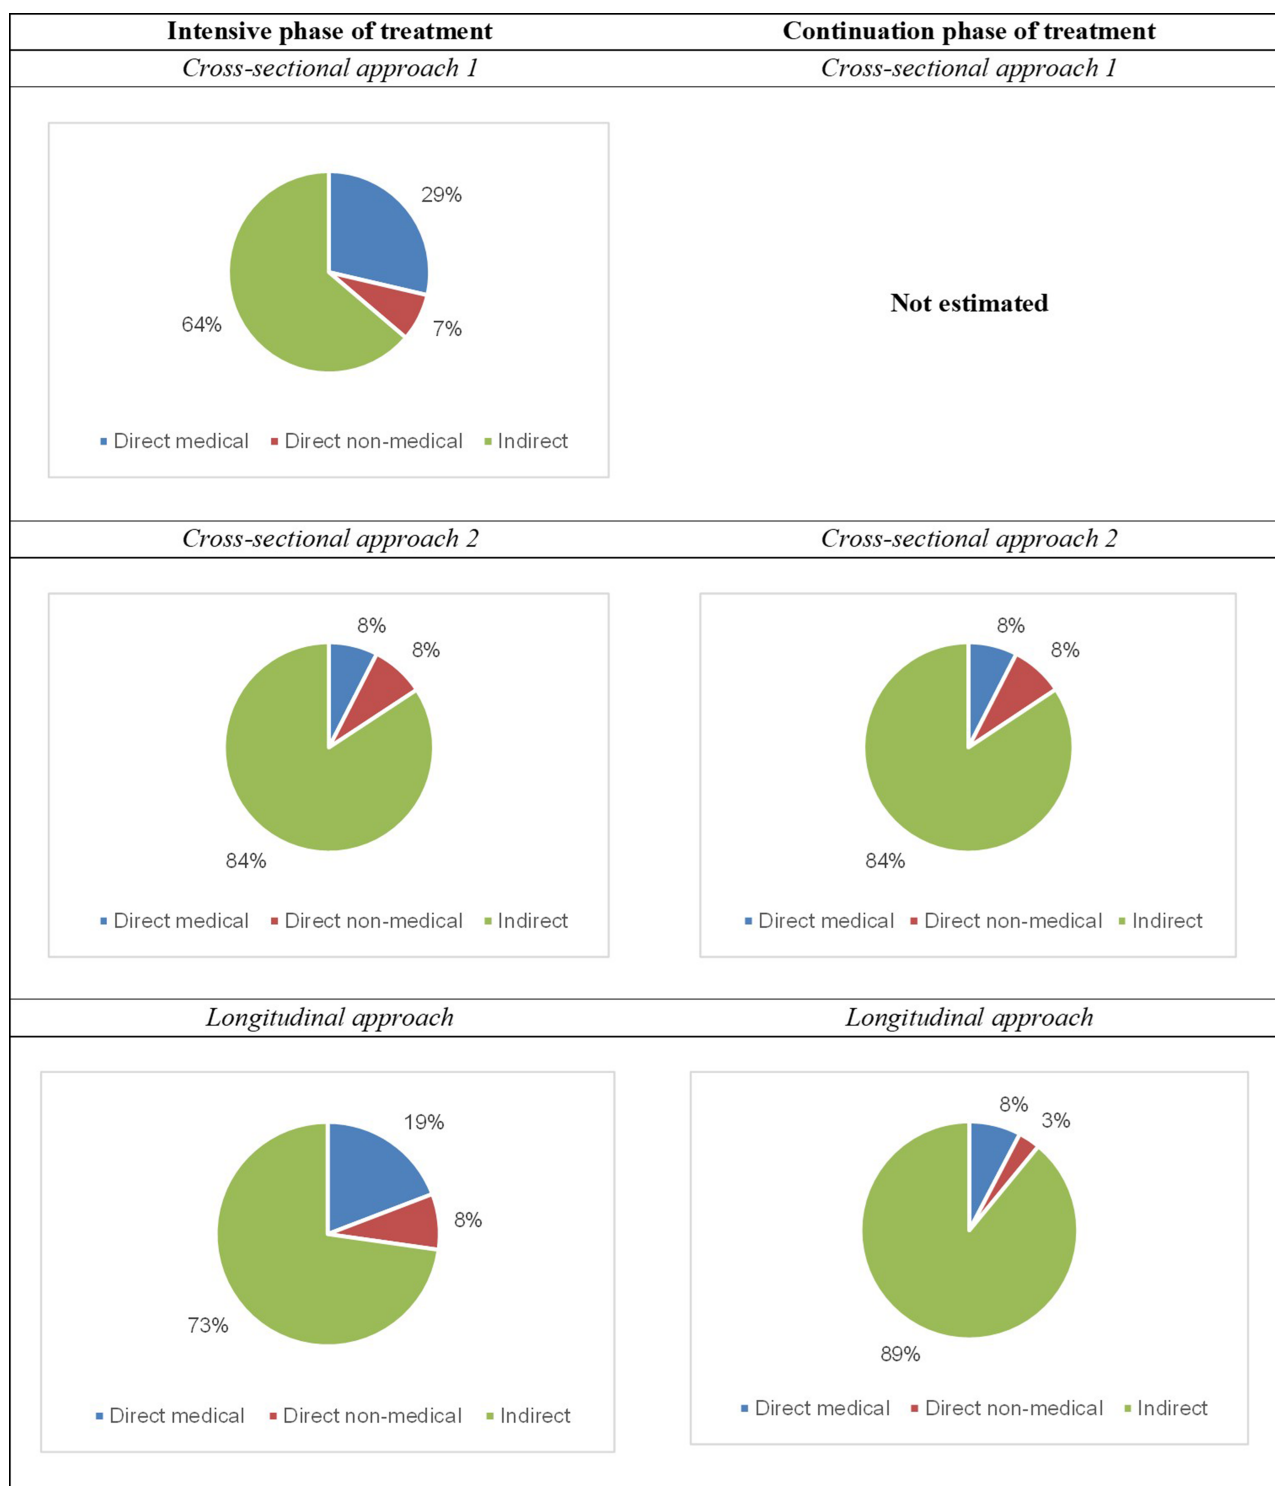 Intensive phase of treatment
Continuation phase of treatment
Cross-sectional approach 1
Cross-sectional approach 1
29%
7%
64%
Direct medical Direct non-medical Indirect
Not estimated
Cross-sectional approach 2
Cross-sectional approach 2
8%
8%
84%
Direct medical Direct non-medical Indirect
8%
8%
84%
Direct medical Direct non-medical Indirect
Longitudinal approach
Longitudinal approach
19%
8%
73%
Direct medical Direct non-medical Indirect
8%
3%
89%
Direct medical Direct non-medical Indirect